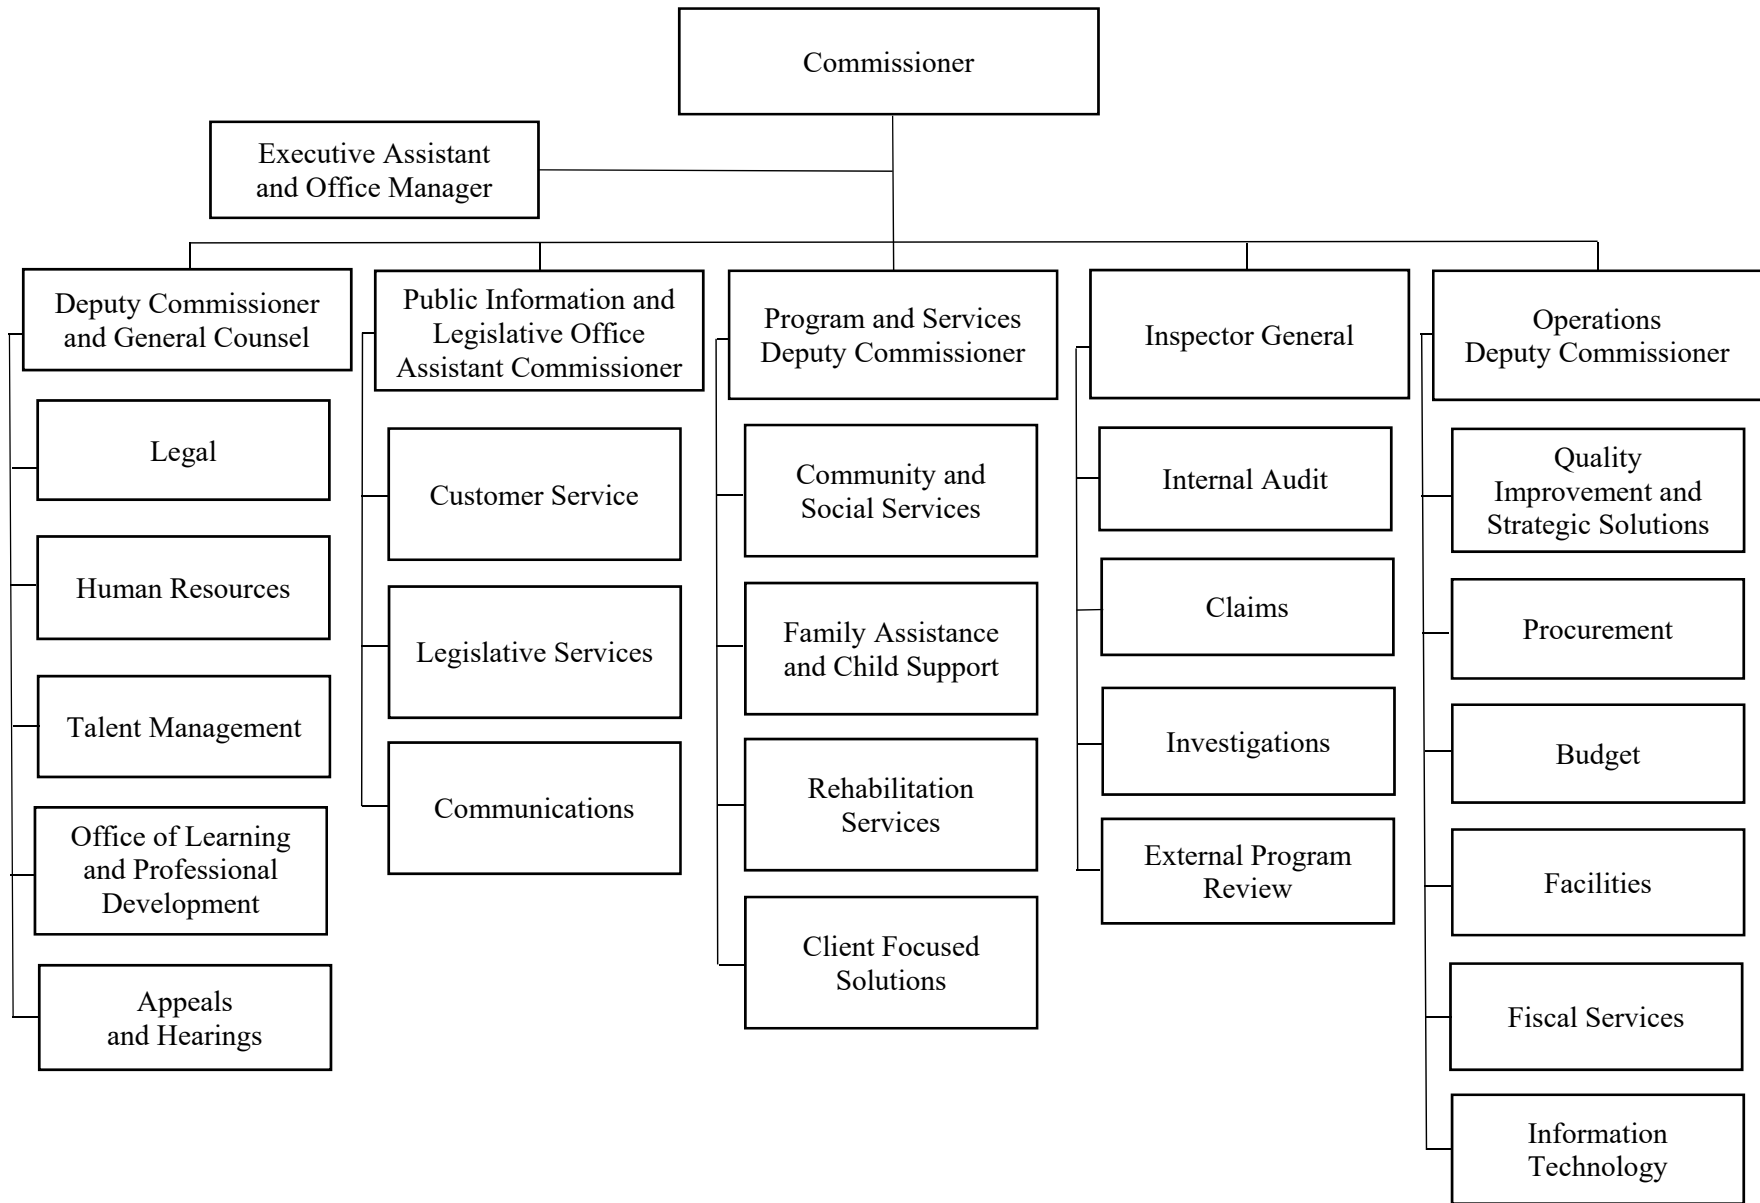 Commissioner
Executive Assistant
and Office Manager
Deputy Commissioner
and General Counsel
Legal
Human Resources
Talent Management
Office of Learning
and Professional
Development
Appeals
and Hearings
Public Information and
Legislative Office
Assistant Commissioner
Customer Service
Legislative Services
Communications
Program and Services
Deputy Commissioner
Community and
Social Services
Family Assistance
and Child Support
Rehabilitation
Services
Client Focused
Solutions
Inspector General
Internal Audit
Claims
Investigations
External Program
Review
Operations
Deputy Commissioner
Quality
Improvement and
Strategic Solutions
Procurement
Budget
Facilities
Fiscal Services
Information
Technology